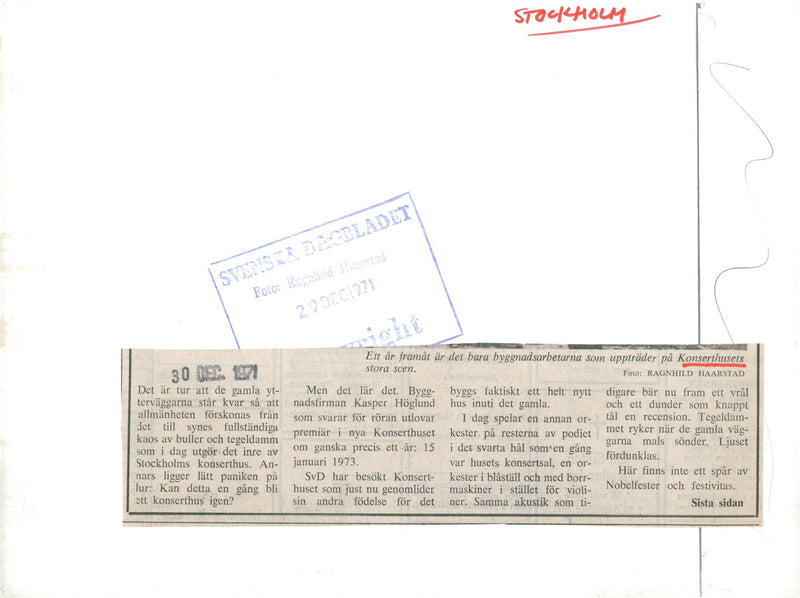 STOCKHOLM
SVENSKA DAGBLADET
Foto: Ragnhild Haarstad
29 DEC 1971
Ett år framåt är det bara byggnadsarbetarna som uppträder på Konserthusets
stora scen.
Foto: RAGNHILD HAARSTAD
30 DEC. 1971
Det är tur att de gamla yt-
terväggarna står kvar så att
allmänheten förskonas från
det till synes fullständiga
kaos av buller och tegeldamm
som i dag utgör det inre av
Stockholms konserthus. An-
nars ligger lätt paniken på
lur: Kan detta en gång bli
ett konserthus igen?
Men det lär det. Bygg-
nadsfirman Kasper Höglund
som svarar för röran utlovar
premiär i nya Konserthuset
om ganska precis ett år: 15
januari 1973.
SvD har besökt Konsert-
huset som just nu genomlider
sin andra födelse för det
byggs faktiskt ett helt nytt
hus inuti det gamla.
I dag spelar en annan or-
kester på resterna av podiet
i det svarta hål som en gång
var husets konsertsal, en or-
kester i blåställ och med borr-
maskiner i stället för violi-
ner. Samma akustik som ti-
digare bär nu fram ett vrål
och ett dunder som knappt
tål en recension. Tegeldam-
met ryker när de gamla väg-
garna mals sönder. Ljuset
fördunklas.
Här finns inte ett spår av
Nobelfester och festivitas.
Sista sidan